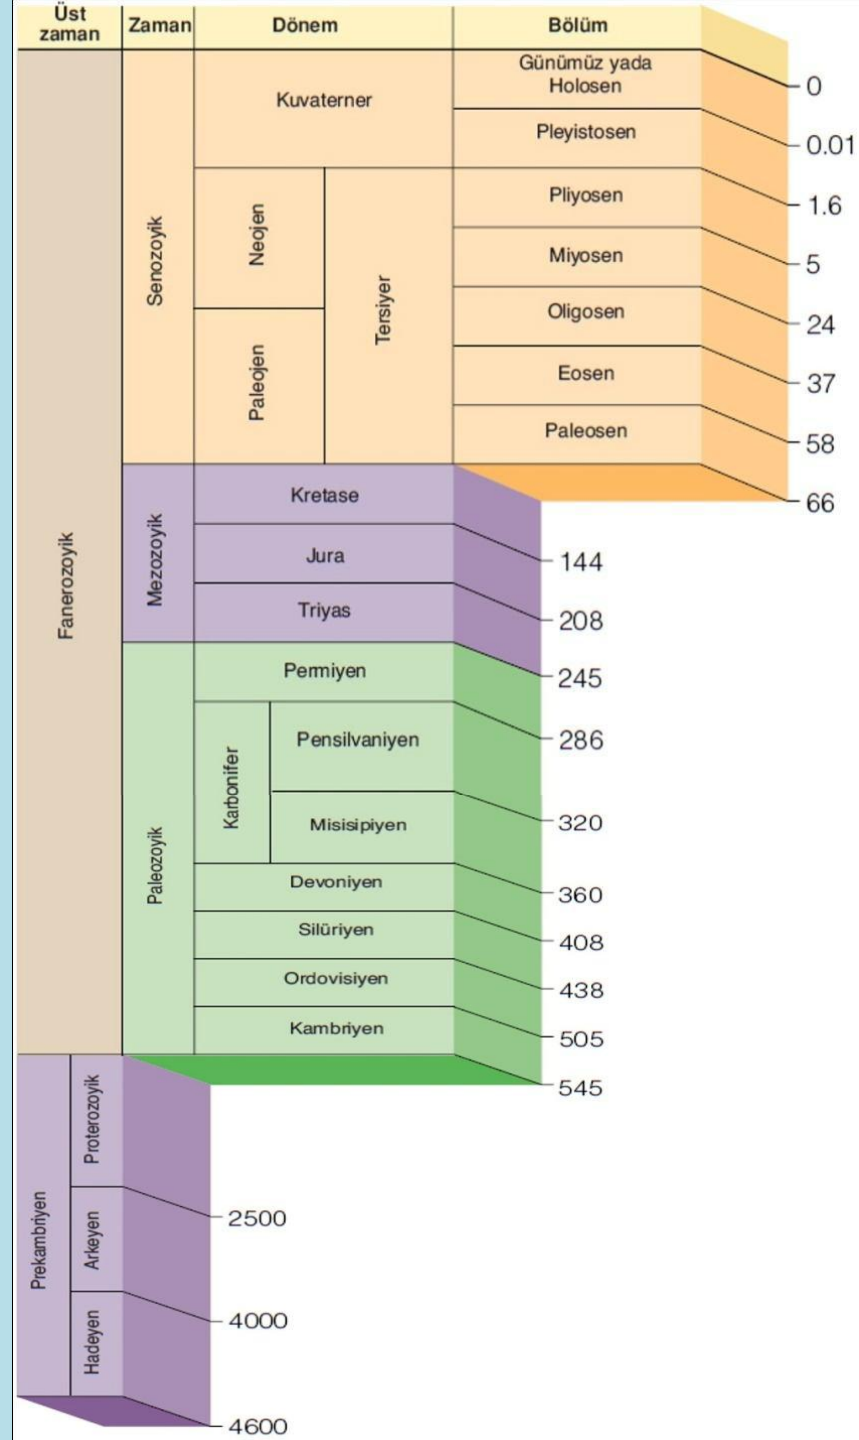 Üst
zaman
Zaman
Dönem
Bölüm
Fanerozoyik
Senozoyik
Kuvaterner
Günümüz yada
Holosen
0
Pleyistosen
0.01
Neojen
Tersiyer
Pliyosen
1.6
Miyosen
5
Oligosen
24
Paleojen
Eosen
37
Paleosen
58
66
Mezozoyik
Kretase
Jura
144
Triyas
208
245
Paleozoyik
Permiyen
286
Karbonifer
Pensilvaniyen
320
Misisipiyen
360
Devoniyen
408
Silüriyen
438
Ordovisiyen
505
Kambriyen
545
Prekambriyen
Proterozoyik
2500
Arkeyen
4000
Hadeyen
4600